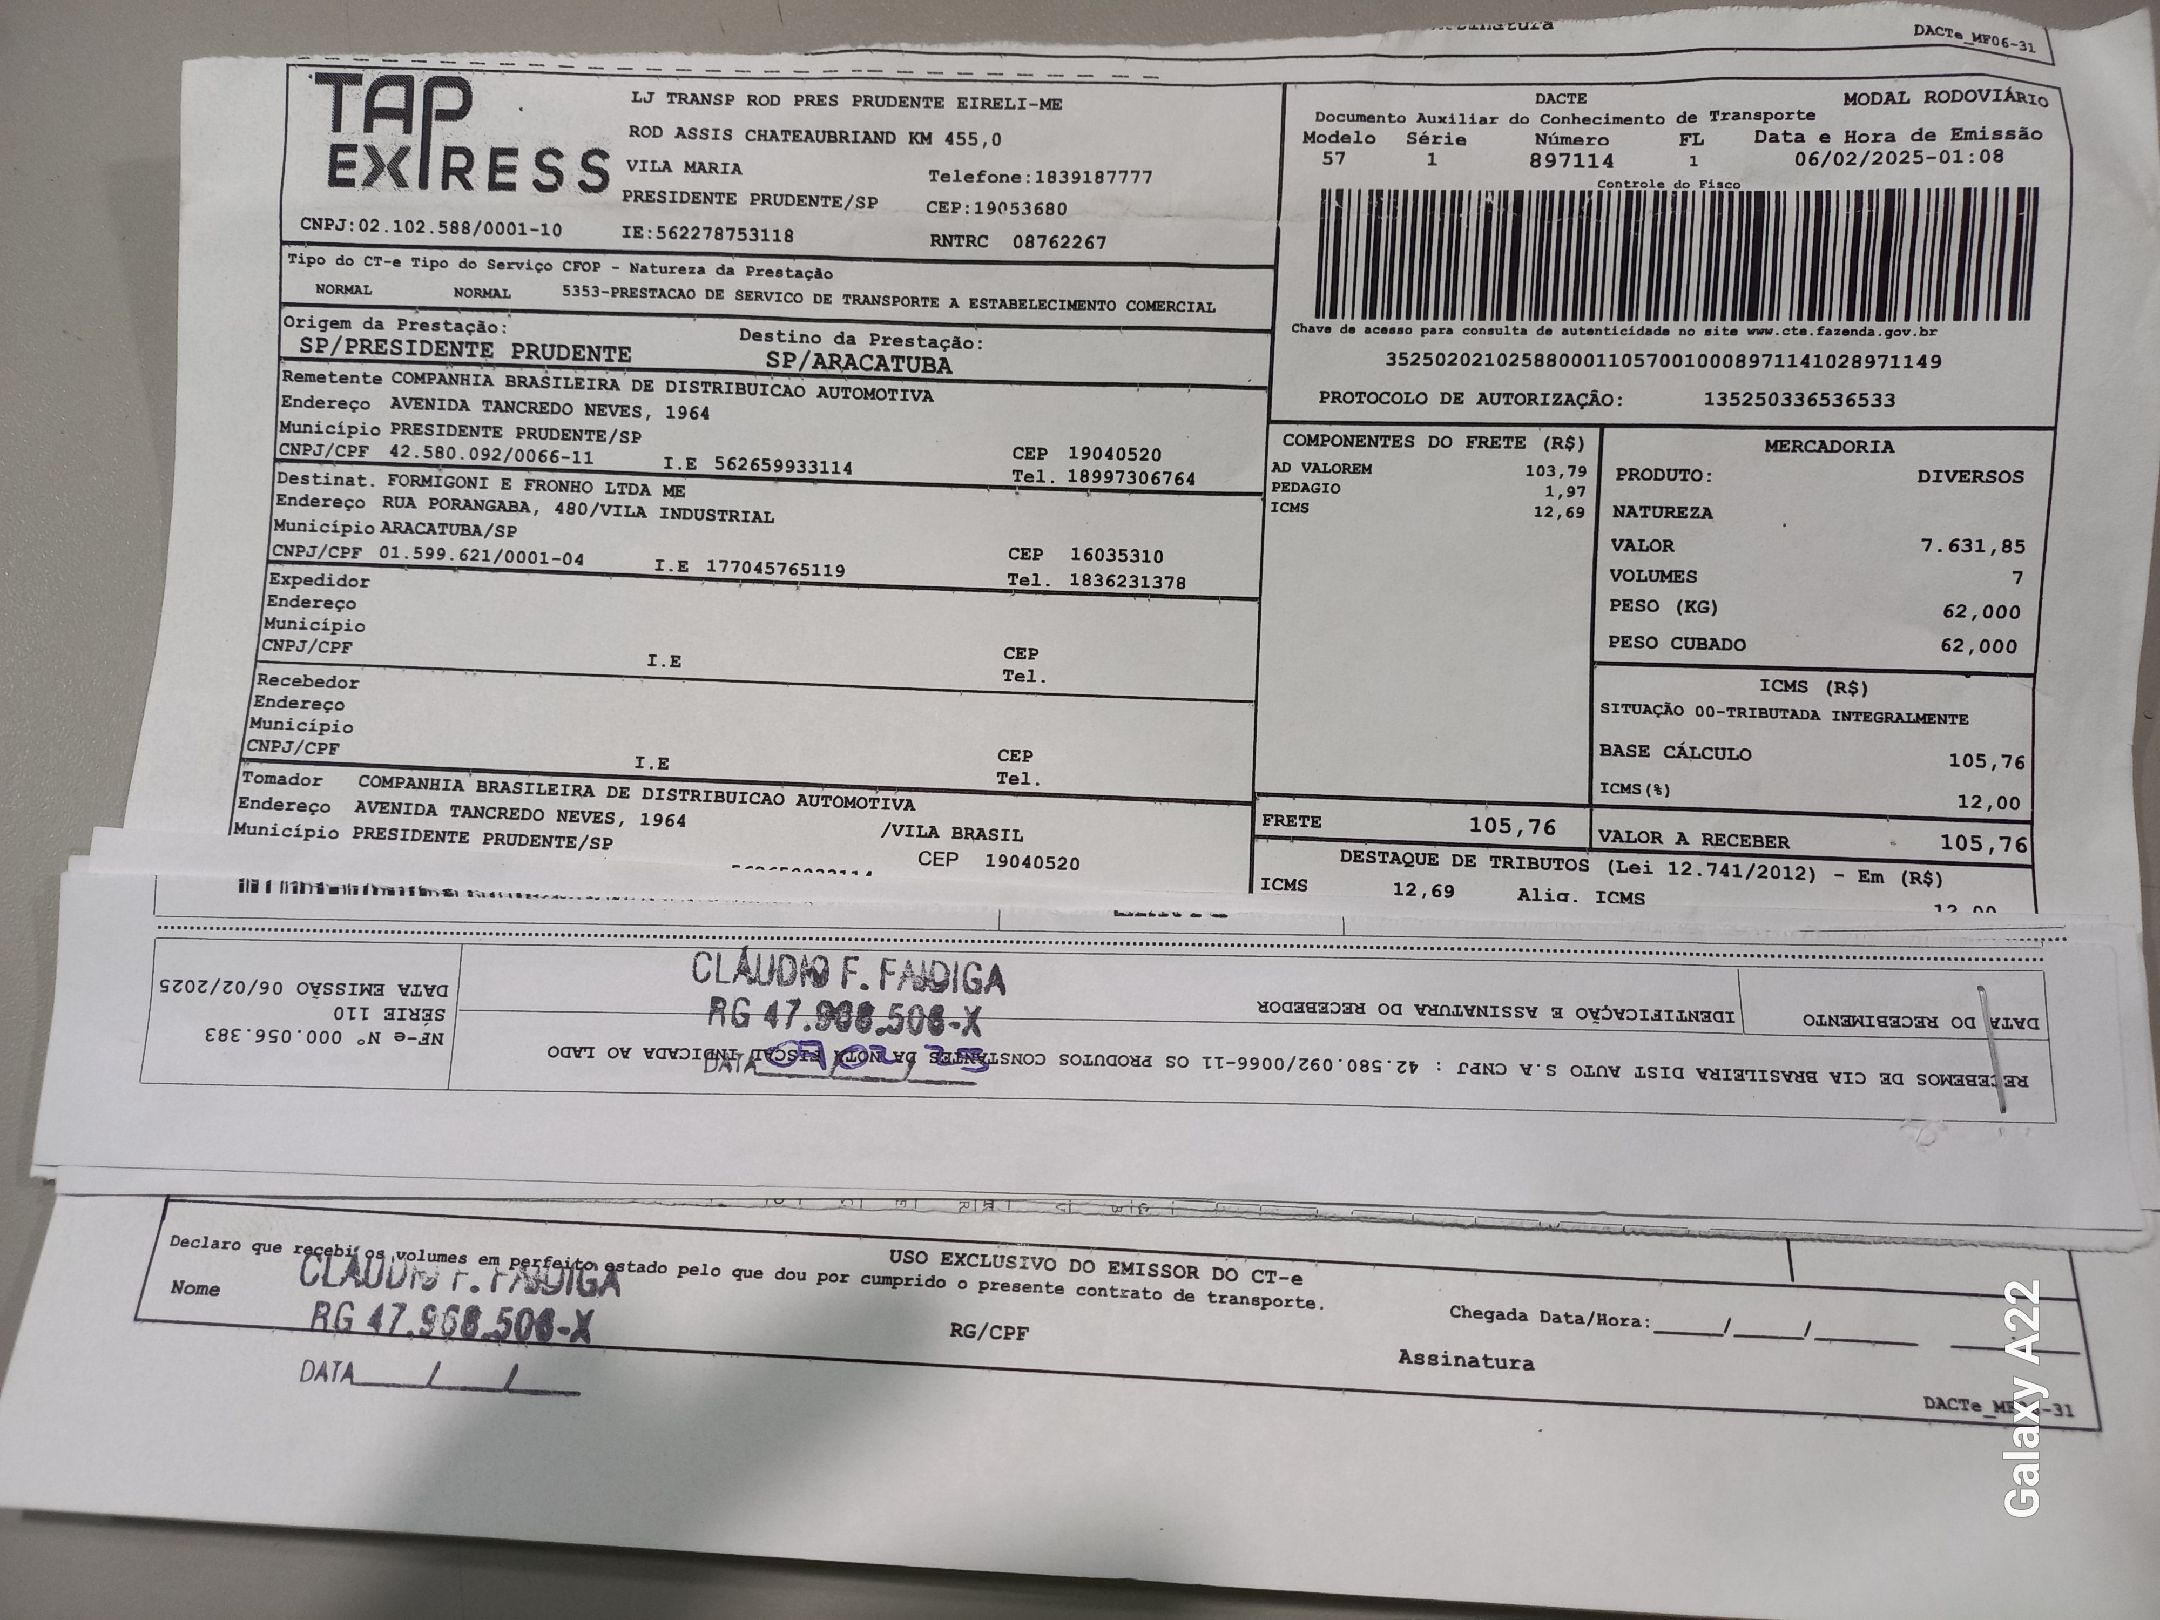 DACTe_MF06-31
TAP EXPRESS
LJ TRANSP ROD PRES PRUDENTE EIRELI-ME
ROD ASSIS CHATEAUBRIAND KM 455,0
VILA MARIA
Telefone:1839187777
PRESIDENTE PRUDENTE/SP
CEP:19053680
CNPJ:02.102.588/0001-10
IE:562278753118
RNTRC 08762267
DACTE
MODAL RODOVIÁRIO
Documento Auxiliar do Conhecimento de Transporte
Modelo Série Número FL Data e Hora de Emissão
57 1 897114 1 06/02/2025-01:08
Controle do Fisco
Chave de acesso para consulta de autenticidade no site www.cte.fazenda.gov.br
35250202102588000110570010008971141028971149
PROTOCOLO DE AUTORIZAÇÃO: 135250336536533
Tipo do CT-e Tipo do Serviço CFOP - Natureza da Prestação
NORMAL NORMAL 5353-PRESTACAO DE SERVICO DE TRANSPORTE A ESTABELECIMENTO COMERCIAL
Origem da Prestação: Destino da Prestação:
SP/PRESIDENTE PRUDENTE SP/ARACATUBA
Remetente COMPANHIA BRASILEIRA DE DISTRIBUICAO AUTOMOTIVA
Endereço AVENIDA TANCREDO NEVES, 1964
Município PRESIDENTE PRUDENTE/SP CEP 19040520
CNPJ/CPF 42.580.092/0066-11 I.E 562659933114 Tel. 18997306764
Destinat. FORMIGONI E FRONHO LTDA ME
Endereço RUA PORANGABA, 480/VILA INDUSTRIAL
Município ARACATUBA/SP CEP 16035310
CNPJ/CPF 01.599.621/0001-04 I.E 177045765119 Tel. 1836231378
Expedidor
Endereço
Município CEP
CNPJ/CPF I.E Tel.
Recebedor
Endereço
Município CEP
CNPJ/CPF I.E Tel.
Tomador COMPANHIA BRASILEIRA DE DISTRIBUICAO AUTOMOTIVA
Endereço AVENIDA TANCREDO NEVES, 1964 /VILA BRASIL
Município PRESIDENTE PRUDENTE/SP CEP 19040520
COMPONENTES DO FRETE (R$)
AD VALOREM 103,79
PEDAGIO 1,97
ICMS 12,69
MERCADORIA
PRODUTO: DIVERSOS
NATUREZA
VALOR 7.631,85
VOLUMES 7
PESO (KG) 62,000
PESO CUBADO 62,000
ICMS (R$)
SITUAÇÃO 00-TRIBUTADA INTEGRALMENTE
BASE CÁLCULO 105,76
ICMS(%) 12,00
FRETE 105,76
VALOR A RECEBER 105,76
DESTAQUE DE TRIBUTOS (Lei 12.741/2012) - Em (R$)
ICMS 12,69 Aliq. ICMS 12,00
RECEBEMOS DE CIA BRASILEIRA DIST AUTO S.A CNPJ : 42.580.092/0066-11 OS PRODUTOS CONSTANTES DA NOTA FISCAL INDICADA AO LADO
DATA DO RECEBIMENTO
IDENTIFICAÇÃO E ASSINATURA DO RECEBEDOR
NF-e Nº 000.056.383
SÉRIE 110
DATA EMISSÃO 06/02/2025
CLÁUDIO F. FAIDIGA
RG 47.968.508-X
DATA 07/02/25
USO EXCLUSIVO DO EMISSOR DO CT-e
Declaro que recebi os volumes em perfeito estado pelo que dou por cumprido o presente contrato de transporte.
Nome
RG/CPF
Chegada Data/Hora:____/____/____
Assinatura
CLÁUDIO F. FAIDIGA
RG 47.968.508-X
DATA___/___/___
DACTe_MF06-31
Galaxy A22